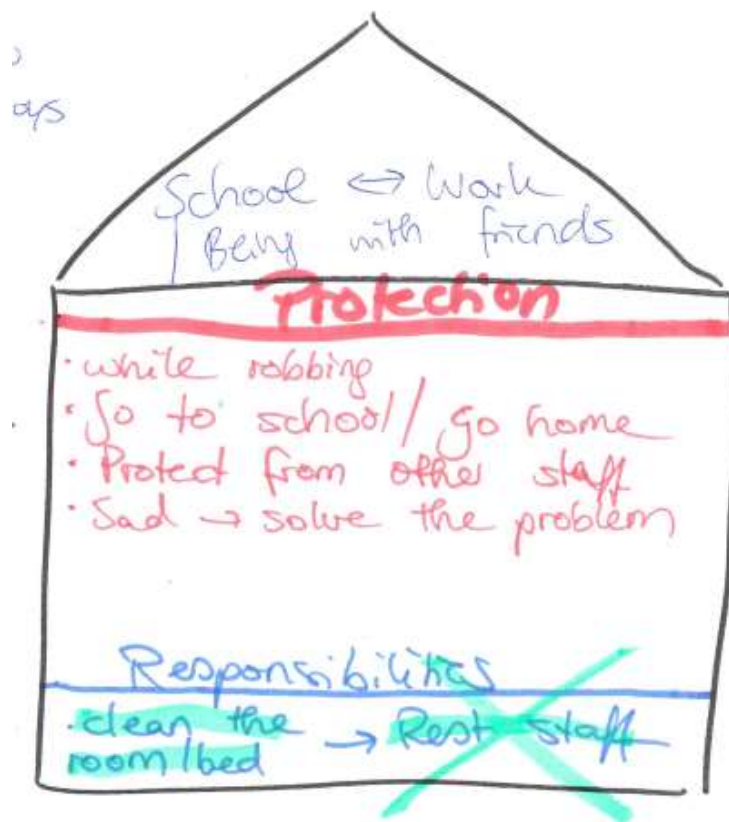 ays
School ↔ Work
Being with friends
Protection
· while robbing
· Go to school / go home
· Protect from other staff
· Sad → solve the problem
Responsibilities
· clean the → Rest staff
room/bed